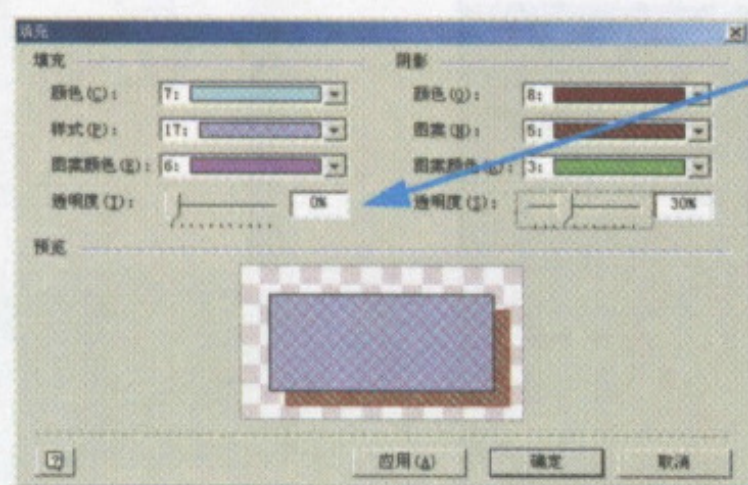 填充
填充 阴影
颜色(C): 7: 颜色(O): 8:
样式(P): 17: 图案(N): 5:
图案颜色(E): 6: 图案颜色 3:
透明度(T): 0% 透明度(S): 30%
预览
应用(A) 确定 取消